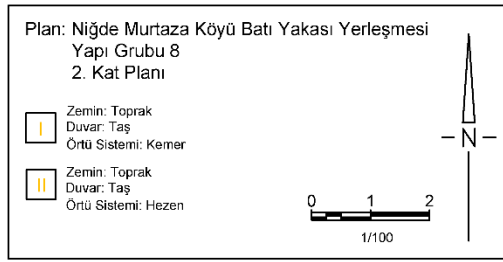 Plan: Niğde Murtaza Köyü Batı Yakası Yerleşmesi
Yapı Grubu 8
2. Kat Planı
I
Zemin: Toprak
Duvar: Taş
Örtü Sistemi: Kemer
II
Zemin: Toprak
Duvar: Taş
Örtü Sistemi: Hezen
N
0 1 2
1/100